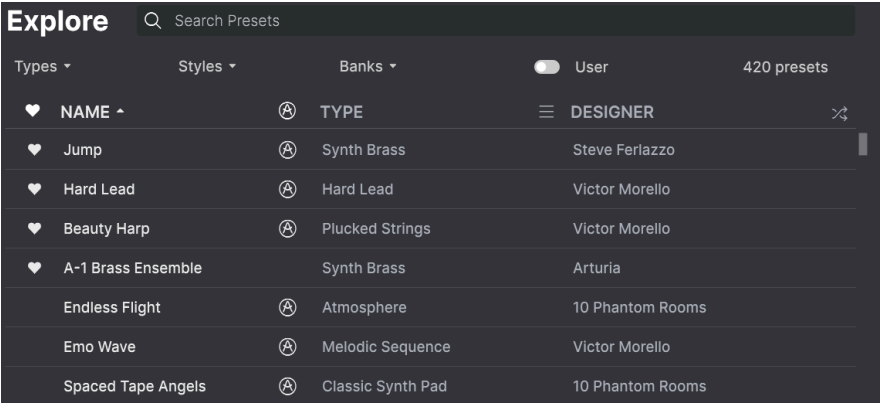 Explore Search Presets
Types Styles Banks User 420 presets
NAME TYPE DESIGNER
Jump Synth Brass Steve Ferlazzo
Hard Lead Hard Lead Victor Morello
Beauty Harp Plucked Strings Victor Morello
A-1 Brass Ensemble Synth Brass Arturia
Endless Flight Atmosphere 10 Phantom Rooms
Emo Wave Melodic Sequence Victor Morello
Spaced Tape Angels Classic Synth Pad 10 Phantom Rooms